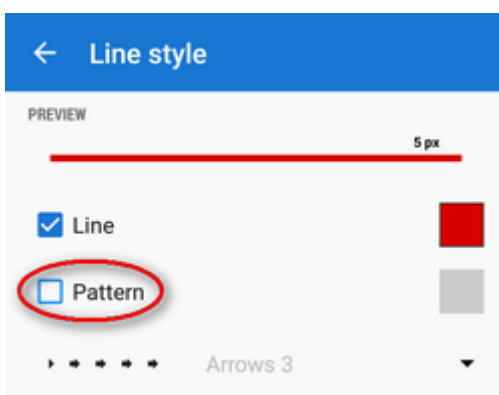 Line style
PREVIEW
5 px
Line
Pattern
Arrows 3